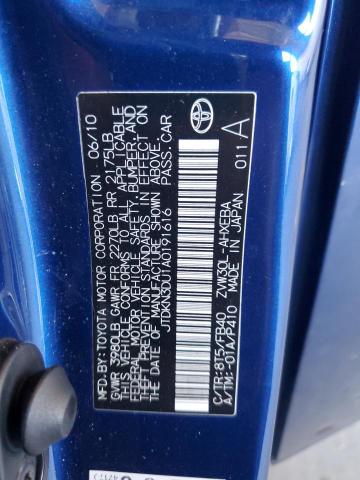 MFD.BY:TOYOTA MOTOR CORPORATION 06/10
GVWR 3980LB GAWR FR 2270LB RR 2175LB
THIS VEHICLE CONFORMS TO ALL APPLICABLE
FEDERAL MOTOR VEHICLE SAFETY, BUMPER, AND
THEFT PREVENTION STANDARDS IN EFFECT ON
THE DATE OF MANUFACTURE SHOWN ABOVE.
JTDKN3DU1A0191616 PASS.CAR
C/TR:8T5/FB40 ZVW30L-AHXEBA
A/TM:-01A/P410 MADE IN JAPAN 011
A